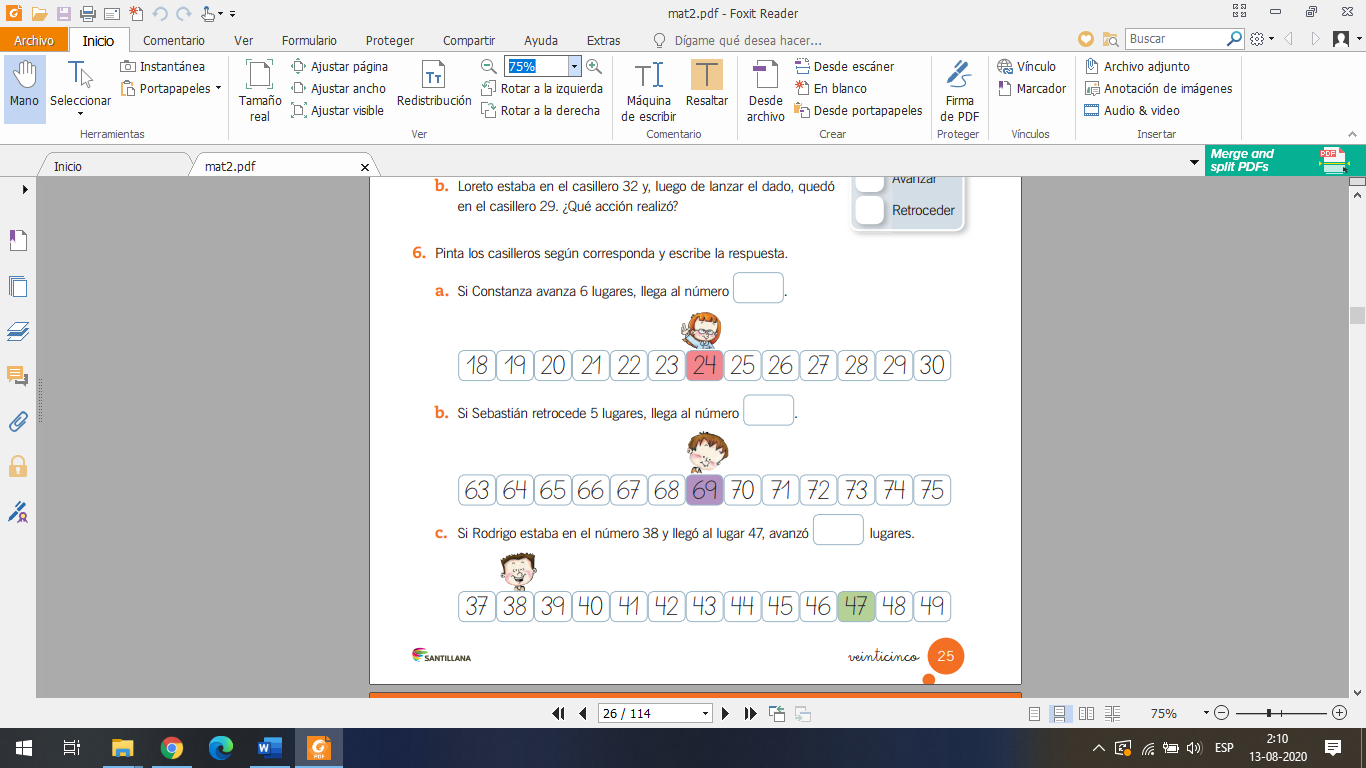 mat2.pdf - Foxit Reader
Archivo Inicio Comentario Ver Formulario Proteger Compartir Ayuda Extras Dígame qué desea hacer... Buscar
Mano
Seleccionar
Instantánea
Portapapeles
Herramientas
Tamaño real
Ajustar página
Ajustar ancho
Ajustar visible
Redistribución
75%
Rotar a la izquierda
Rotar a la derecha
Ver
Máquina de escribir
Resaltar
Comentario
Desde archivo
Desde escáner
En blanco
Desde portapapeles
Crear
Firma de PDF
Proteger
Vínculo
Marcador
Vínculos
Archivo adjunto
Anotación de imágenes
Audio & video
Insertar
Inicio mat2.pdf
Merge and
split PDFs
PDF
b. Loreto estaba en el casillero 32 y, luego de lanzar el dado, quedó
en el casillero 29. ¿Qué acción realizó?
Avanzar
Retroceder
6. Pinta los casilleros según corresponda y escribe la respuesta.
a. Si Constanza avanza 6 lugares, llega al número .
18 19 20 21 22 23 24 25 26 27 28 29 30
b. Si Sebastián retrocede 5 lugares, llega al número .
63 64 65 66 67 68 69 70 71 72 73 74 75
c. Si Rodrigo estaba en el número 38 y llegó al lugar 47, avanzó lugares.
37 38 39 40 41 42 43 44 45 46 47 48 49
SANTILLANA
veinticinco 25
26 / 114
75%
ESP
2:10
13-08-2020